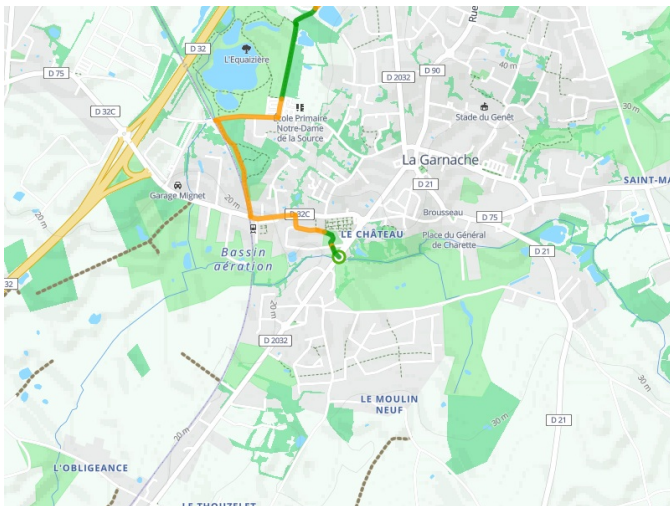 D 32
D 75
L'Equaizière
D 2032
D 90
Rue
40 m
D 32C
École Primaire
Notre-Dame
de la Source
Stade du Genêt
30 m
La Garnache
SAINT-MA
D 21
Garage Mignet
20 m
20 m
D 32C
Brousseau
D 75
LE CHÂTEAU
Place du Général
de Charette
Bassin
aération
D 21
32
20 m
D 2032
LE MOULIN
NEUF
30 m
D 21
20 m
L'OBLIGEANCE
LE THOUZELET